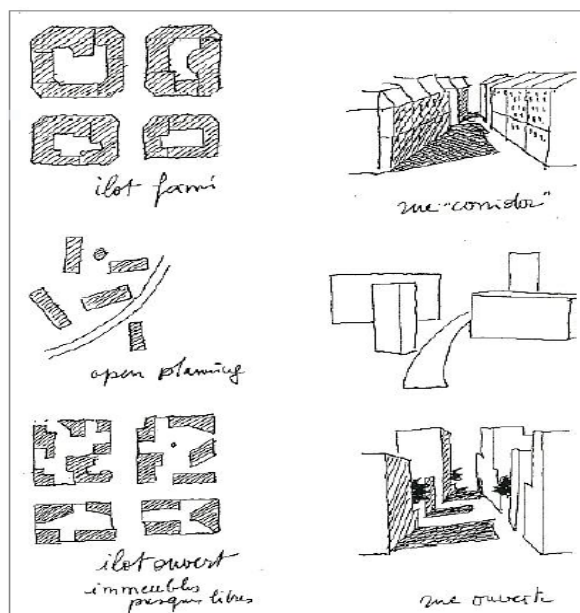 ilot fermé
rue "corridor"
open planning
ilot ouvert
immeubles
presque libres
rue ouverte